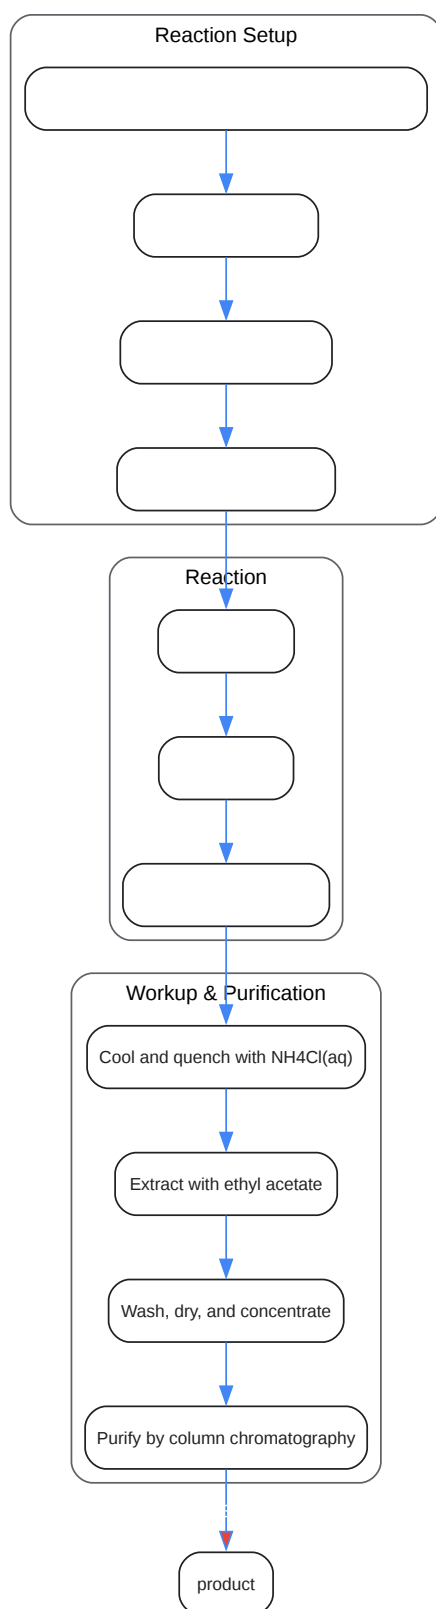 Reaction Setup
Reaction
Workup & Purification
Cool and quench with NH4Cl(aq)
Extract with ethyl acetate
Wash, dry, and concentrate
Purify by column chromatography
product